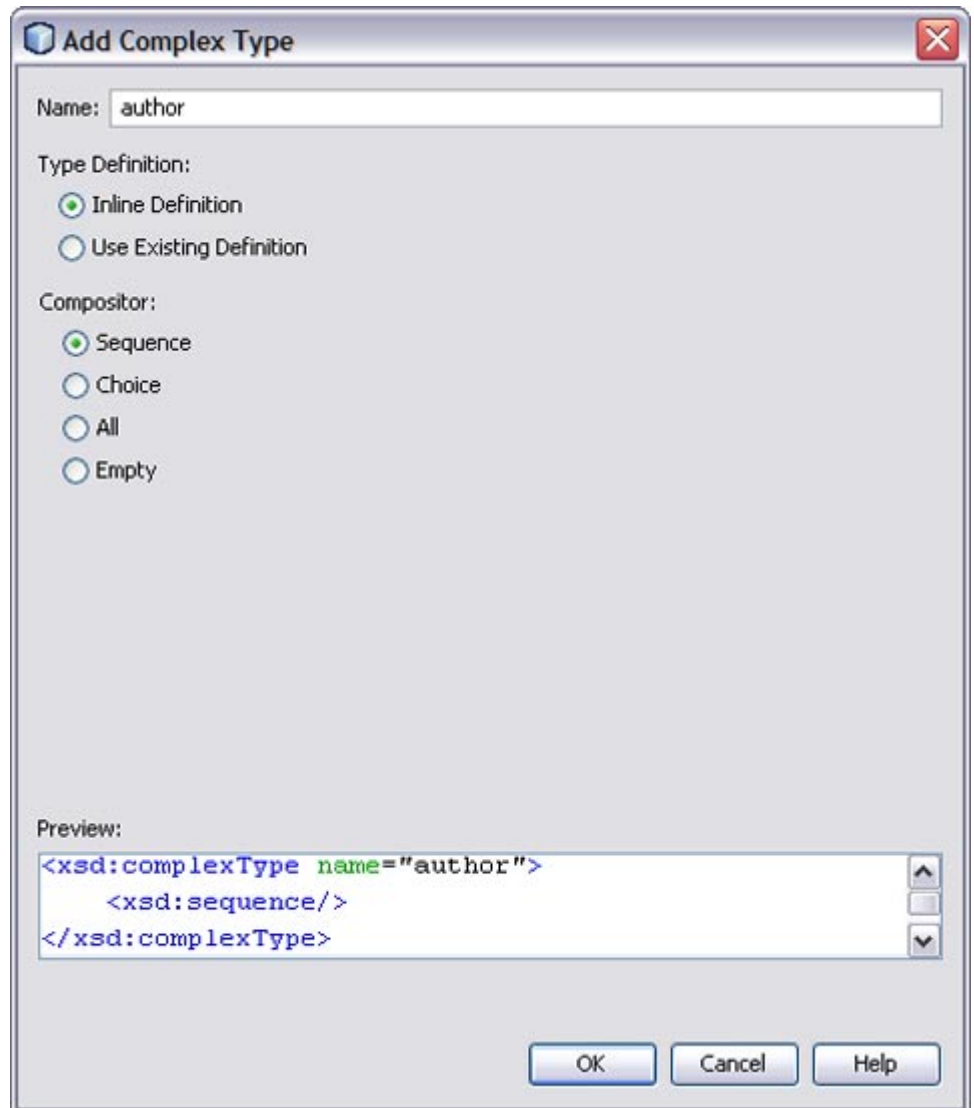 Add Complex Type
Name: author
Type Definition:
Inline Definition
Use Existing Definition
Compositor:
Sequence
Choice
All
Empty
Preview:
<xsd:complexType name="author">
    <xsd:sequence/>
</xsd:complexType>
OK Cancel Help